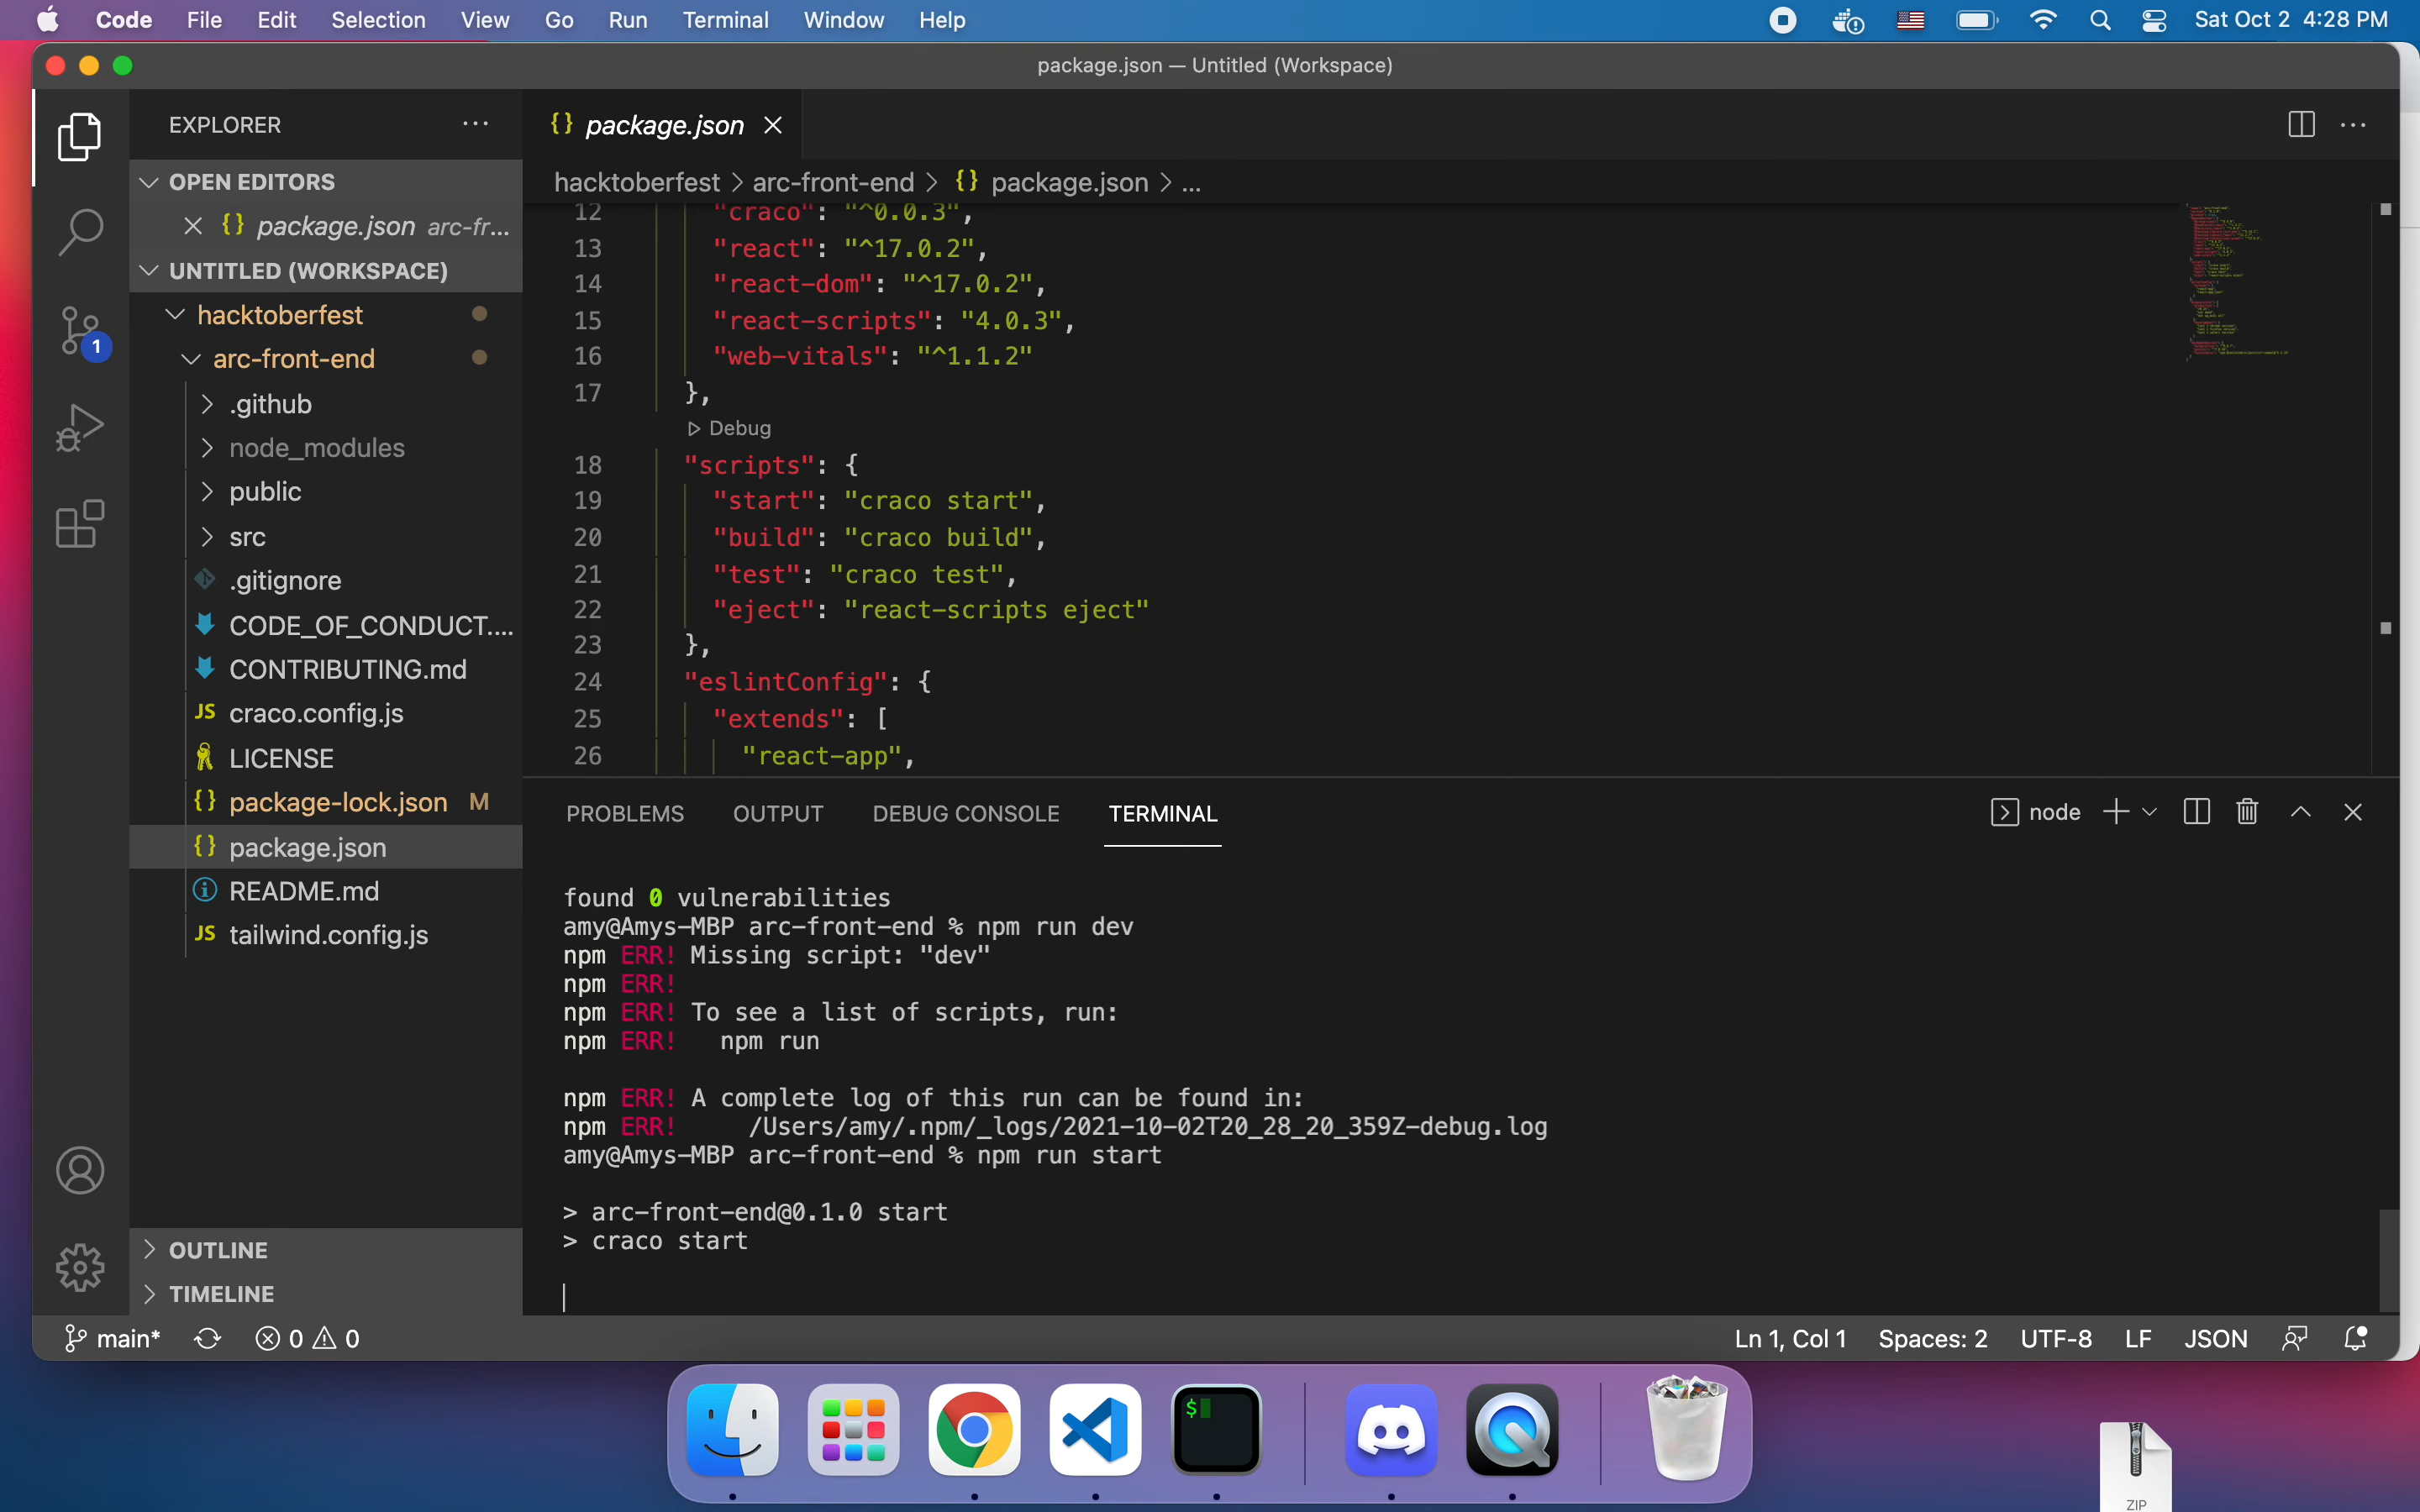 Code File Edit Selection View Go Run Terminal Window Help Sat Oct 2 4:28 PM
package.json — Untitled (Workspace)
EXPLORER ...
OPEN EDITORS
{} package.json arc-fr...
UNTITLED (WORKSPACE)
hacktoberfest
arc-front-end
.github
node_modules
public
src
.gitignore
CODE_OF_CONDUCT....
CONTRIBUTING.md
JS craco.config.js
LICENSE
{} package-lock.json M
{} package.json
README.md
JS tailwind.config.js
OUTLINE
TIMELINE
1
{} package.json
hacktoberfest > arc-front-end > {} package.json > ...
12 "craco": "^0.0.3",
13 "react": "^17.0.2",
14 "react-dom": "^17.0.2",
15 "react-scripts": "4.0.3",
16 "web-vitals": "^1.1.2"
17 },
Debug
18 "scripts": {
19 "start": "craco start",
20 "build": "craco build",
21 "test": "craco test",
22 "eject": "react-scripts eject"
23 },
24 "eslintConfig": {
25 "extends": [
26 "react-app",
PROBLEMS OUTPUT DEBUG CONSOLE TERMINAL node
found 0 vulnerabilities
amy@Amys-MBP arc-front-end % npm run dev
npm ERR! Missing script: "dev"
npm ERR!
npm ERR! To see a list of scripts, run:
npm ERR! npm run
npm ERR! A complete log of this run can be found in:
npm ERR! /Users/amy/.npm/_logs/2021-10-02T20_28_20_359Z-debug.log
amy@Amys-MBP arc-front-end % npm run start
> arc-front-end@0.1.0 start
> craco start
main* 0 0 Ln 1, Col 1 Spaces: 2 UTF-8 LF JSON
$
ZIP